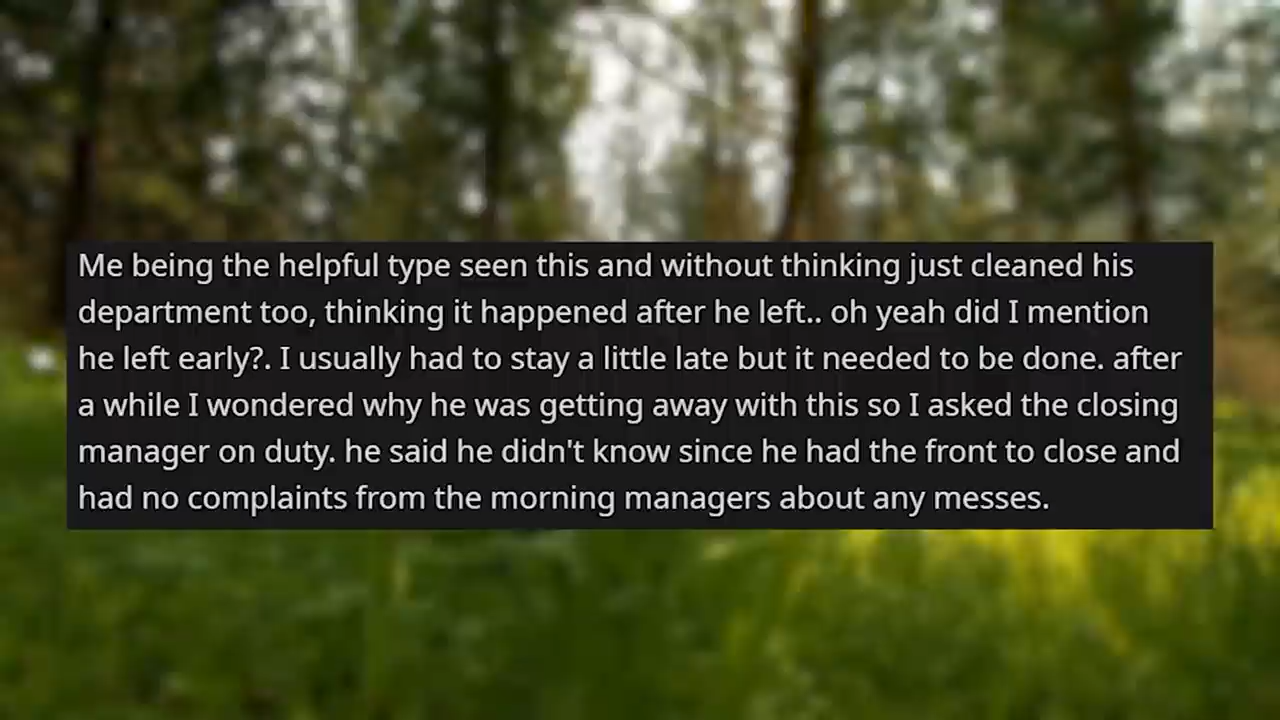 Me being the helpful type seen this and without thinking just cleaned his
department too, thinking it happened after he left.. oh yeah did I mention
he left early?. I usually had to stay a little late but it needed to be done. after
a while I wondered why he was getting away with this so I asked the closing
manager on duty. he said he didn't know since he had the front to close and
had no complaints from the morning managers about any messes.